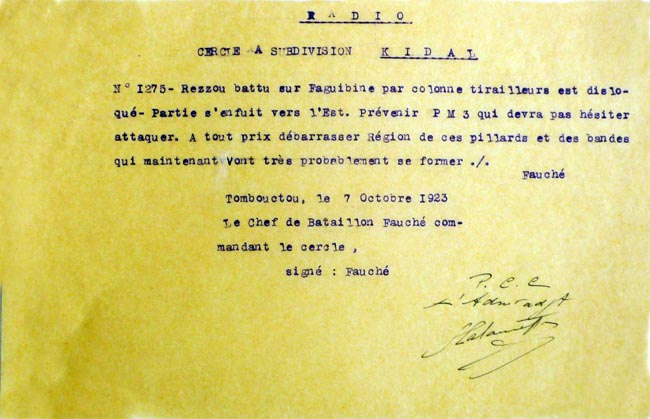 RADIO
CERCLE A SUBDIVISION KIDAL
N° 1275- Rezzou battu sur Faguibine par colonne tirailleurs est dislo-
qué- Partie s'enfuit vers l'Est. Prévenir P M 3 qui devra pas hésiter
attaquer. A tout prix débarrasser Région de ces pillards et des bandes
qui maintenant vont très probablement se former ./.
Fauché
Tombouctou, le 7 Octobre 1923
Le Chef de Bataillon Fauché com-
mandant le cercle,
signé : Fauché
P.C.C